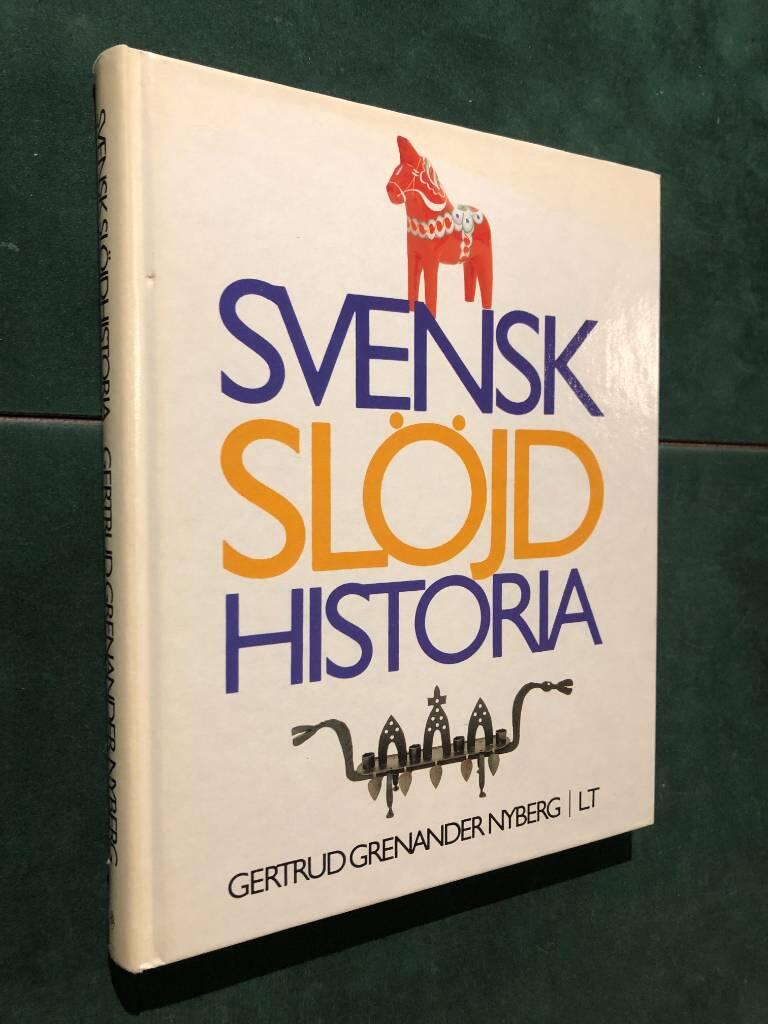 SVENSK
SLÖJD
HISTORIA
GERTRUD GRENANDER NYBERG | LT
SVENSK SLÖJDHISTORIA GERTRUD GRENANDER NYBERG